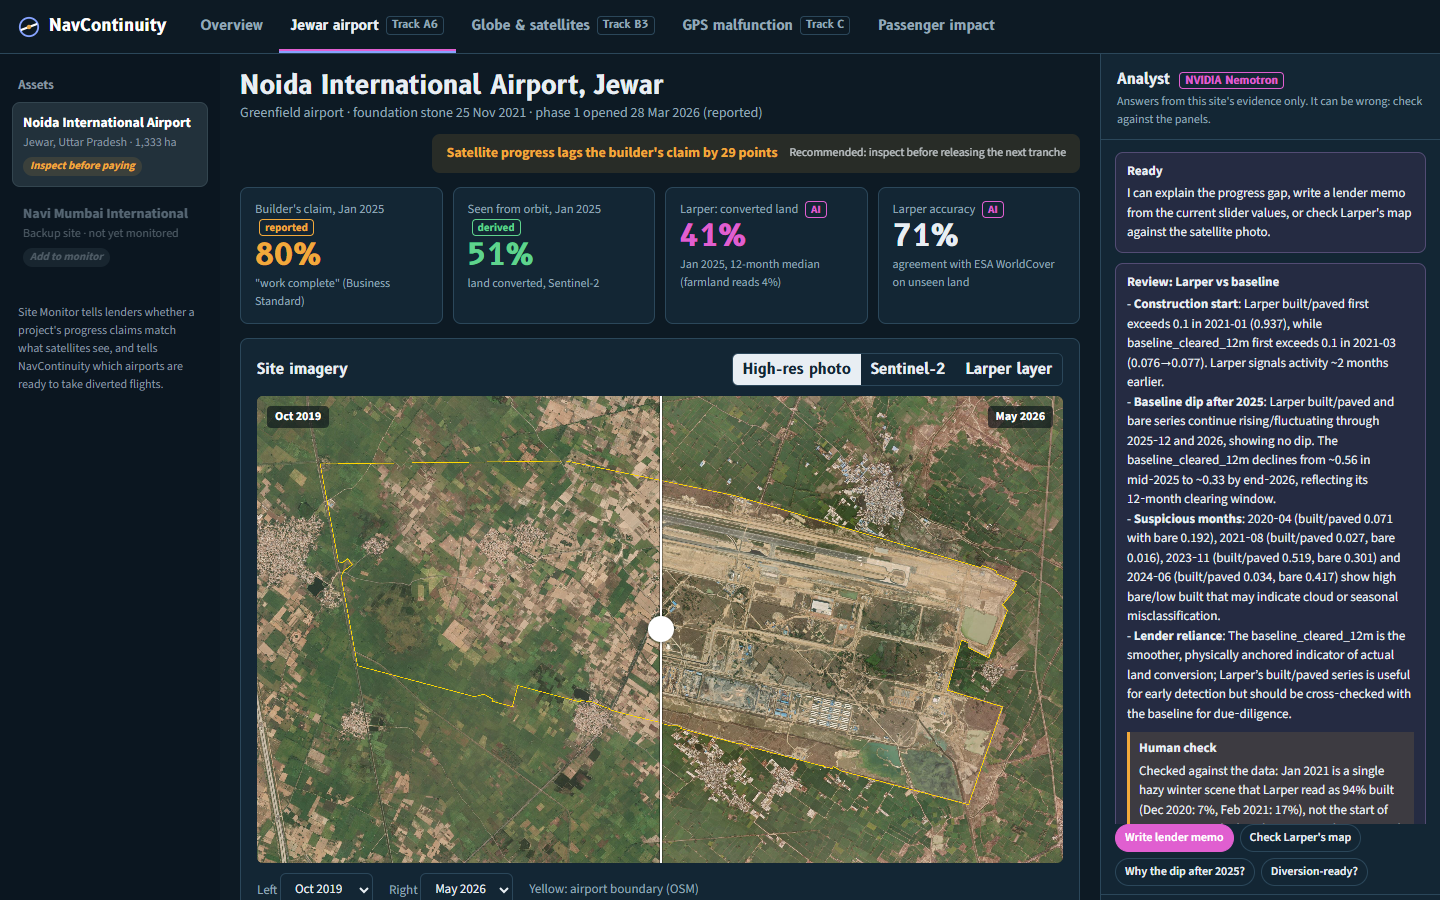 NavContinuity
Overview
Jewar airport Track A6
Globe & satellites Track B3
GPS malfunction Track C
Passenger impact
Assets
Noida International Airport
Jewar, Uttar Pradesh · 1,333 ha
Inspect before paying
Navi Mumbai International
Backup site · not yet monitored
Add to monitor
Site Monitor tells lenders whether a
project's progress claims match
what satellites see, and tells
NavContinuity which airports are
ready to take diverted flights.
Noida International Airport, Jewar
Greenfield airport · foundation stone 25 Nov 2021 · phase 1 opened 28 Mar 2026 (reported)
Satellite progress lags the builder's claim by 29 points Recommended: inspect before releasing the next tranche
Builder's claim, Jan 2025
reported
80%
"work complete" (Business
Standard)
Seen from orbit, Jan 2025
derived
51%
land converted, Sentinel-2
Larper: converted land AI
41%
Jan 2025, 12-month median
(farmland reads 4%)
Larper accuracy AI
71%
agreement with ESA WorldCover
on unseen land
Site imagery
High-res photo Sentinel-2 Larper layer
Oct 2019
May 2026
Left Oct 2019 Right May 2026 Yellow: airport boundary (OSM)
Analyst NVIDIA Nemotron
Answers from this site's evidence only. It can be wrong: check
against the panels.
Ready
I can explain the progress gap, write a lender memo
from the current slider values, or check Larper's map
against the satellite photo.
Review: Larper vs baseline
- Construction start: Larper built/paved first
exceeds 0.1 in 2021-01 (0.937), while
baseline_cleared_12m first exceeds 0.1 in 2021-03
(0.076→0.077). Larper signals activity ~2 months
earlier.
- Baseline dip after 2025: Larper built/paved and
bare series continue rising/fluctuating through
2025-12 and 2026, showing no dip. The
baseline_cleared_12m declines from ~0.56 in
mid-2025 to ~0.33 by end-2026, reflecting its
12-month clearing window.
- Suspicious months: 2020-04 (built/paved 0.071
with bare 0.192), 2021-08 (built/paved 0.027, bare
0.016), 2023-11 (built/paved 0.519, bare 0.301) and
2024-06 (built/paved 0.034, bare 0.417) show high
bare/low built that may indicate cloud or seasonal
misclassification.
- Lender reliance: The baseline_cleared_12m is the
smoother, physically anchored indicator of actual
land conversion; Larper's built/paved series is useful
for early detection but should be cross-checked with
the baseline for due-diligence.
Human check
Checked against the data: Jan 2021 is a single
hazy winter scene that Larper read as 94% built
(Dec 2020: 7%, Feb 2021: 17%), not the start of
Write lender memo Check Larper's map
Why the dip after 2025? Diversion-ready?